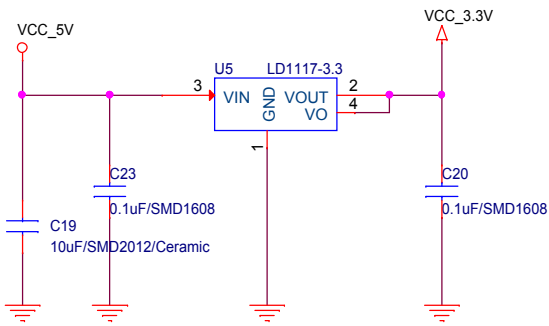 VCC_5V
VCC_3.3V
U5 LD1117-3.3
3 VIN VOUT 2
GND VO 4
1
C23
0.1uF/SMD1608
C20
0.1uF/SMD1608
C19
10uF/SMD2012/Ceramic